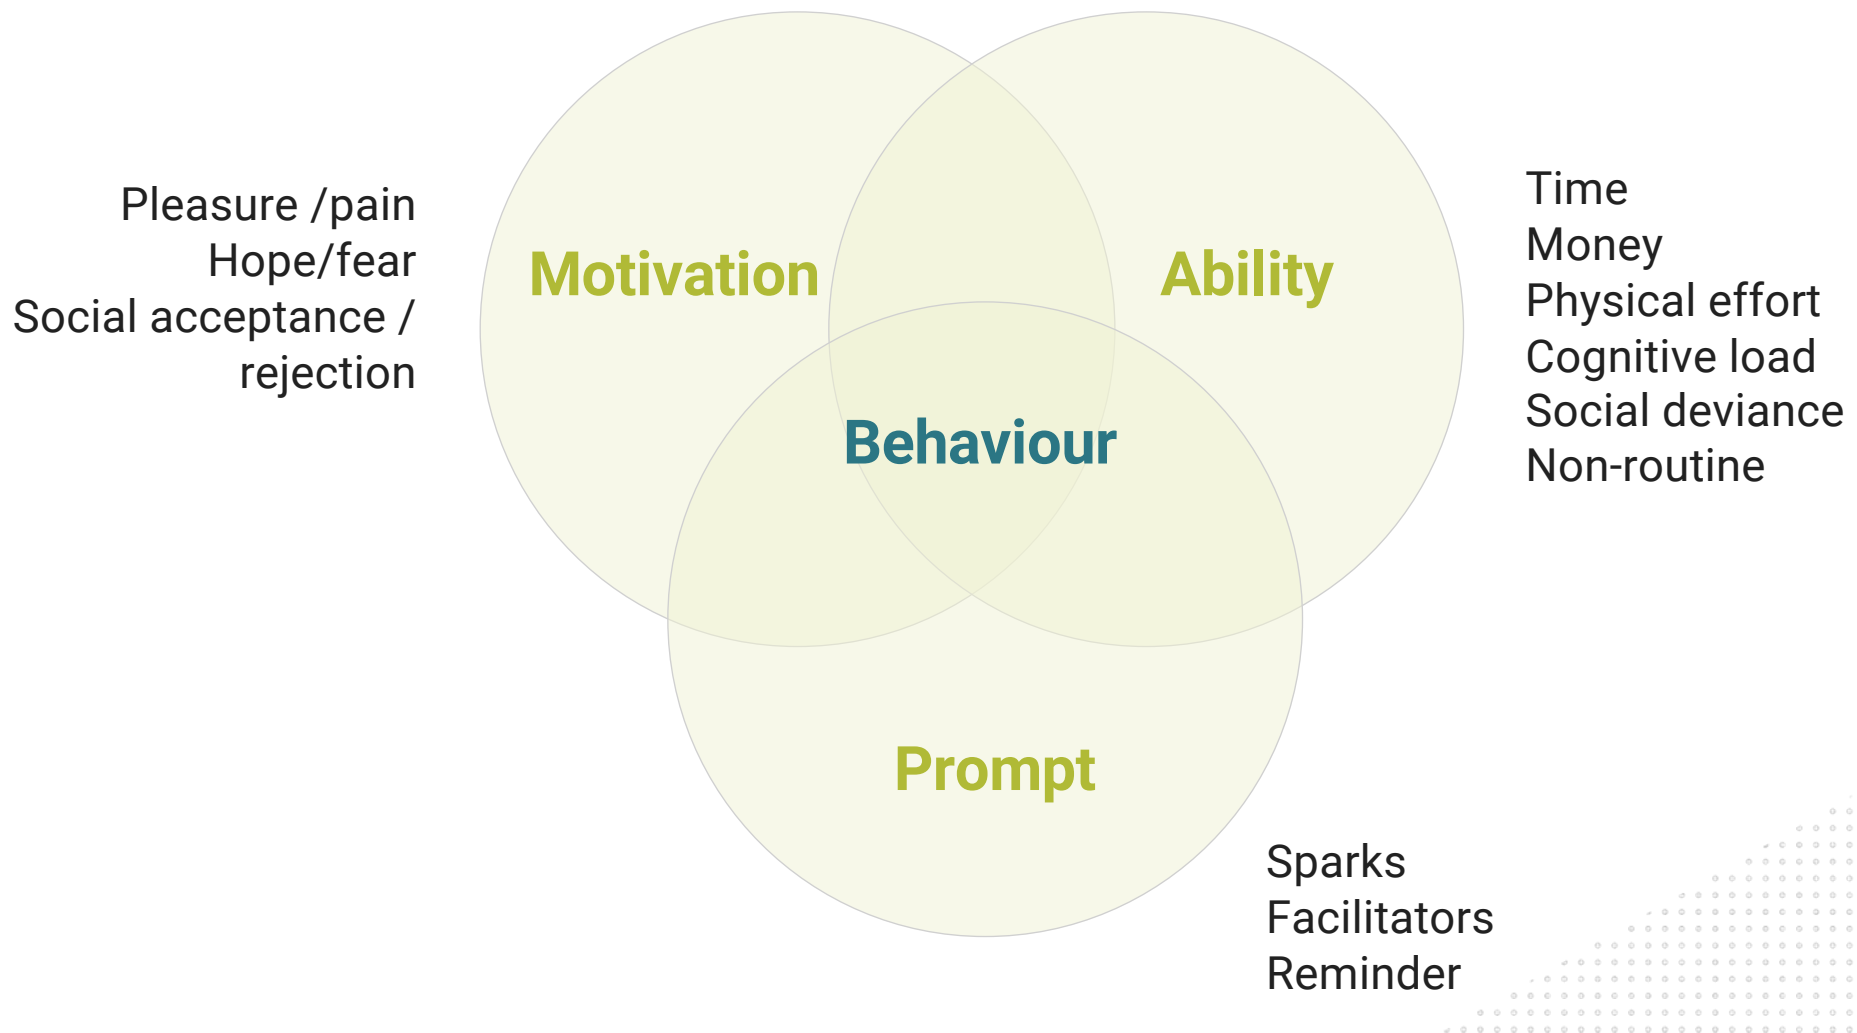 Pleasure /pain
Hope/fear
Social acceptance /
rejection
Motivation
Ability
Time
Money
Physical effort
Cognitive load
Social deviance
Non-routine
Behaviour
Prompt
Sparks
Facilitators
Reminder